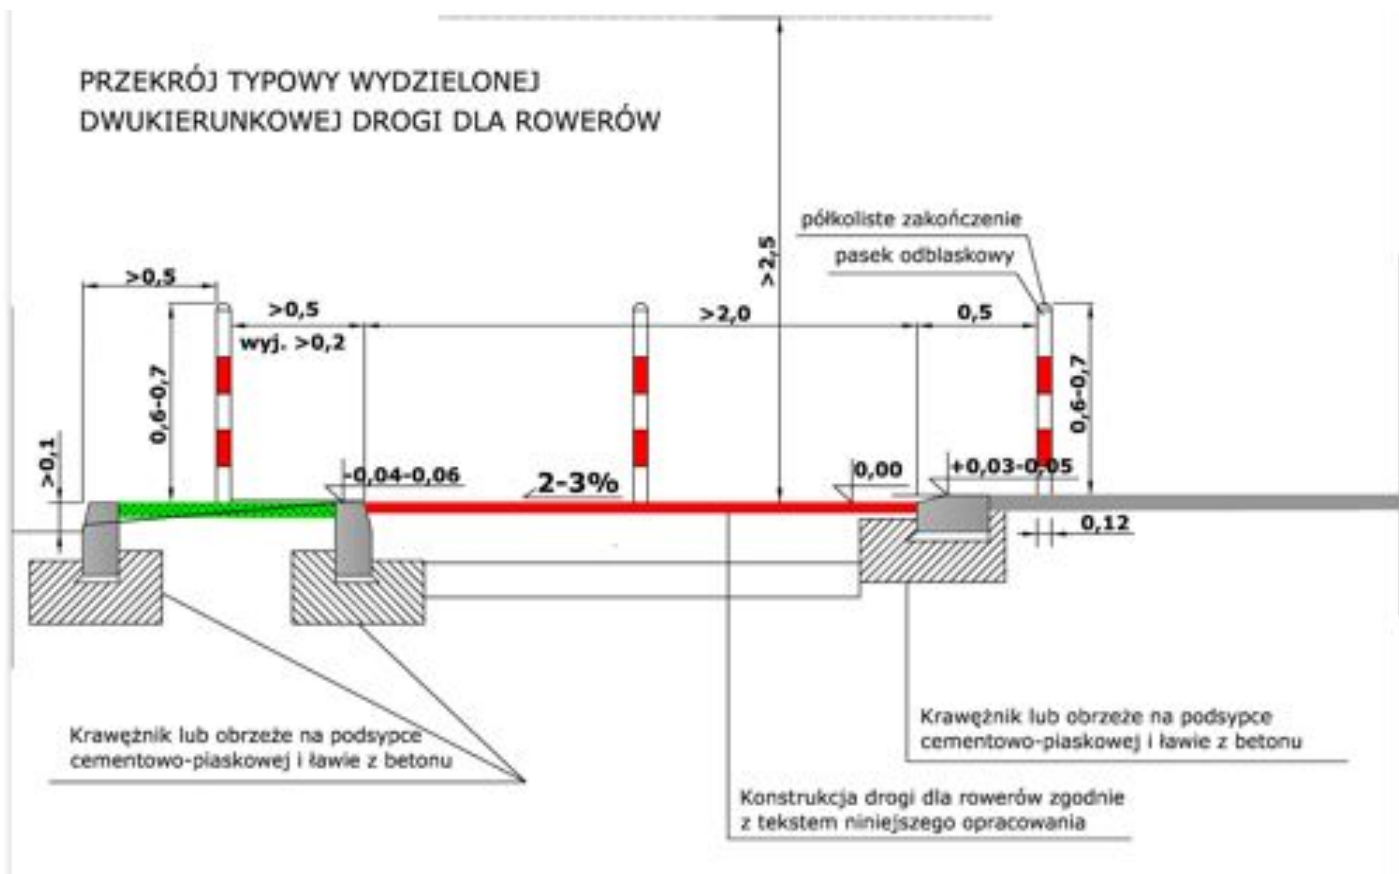 PRZEKRÓJ TYPOWY WYDZIELONEJ
DWUKIERUNKOWEJ DROGI DLA ROWERÓW
półkoliste zakończenie
pasek odblaskowy
>2,5
>0,5
>0,5
wyj. >0,2
>2,0
0,5
0,6-0,7
0,6-0,7
>0,1
-0,04-0,06
2-3%
0,00
+0,03-0,05
0,12
Krawężnik lub obrzeże na podsypce
cementowo-piaskowej i ławie z betonu
Krawężnik lub obrzeże na podsypce
cementowo-piaskowej i ławie z betonu
Konstrukcja drogi dla rowerów zgodnie
z tekstem niniejszego opracowania